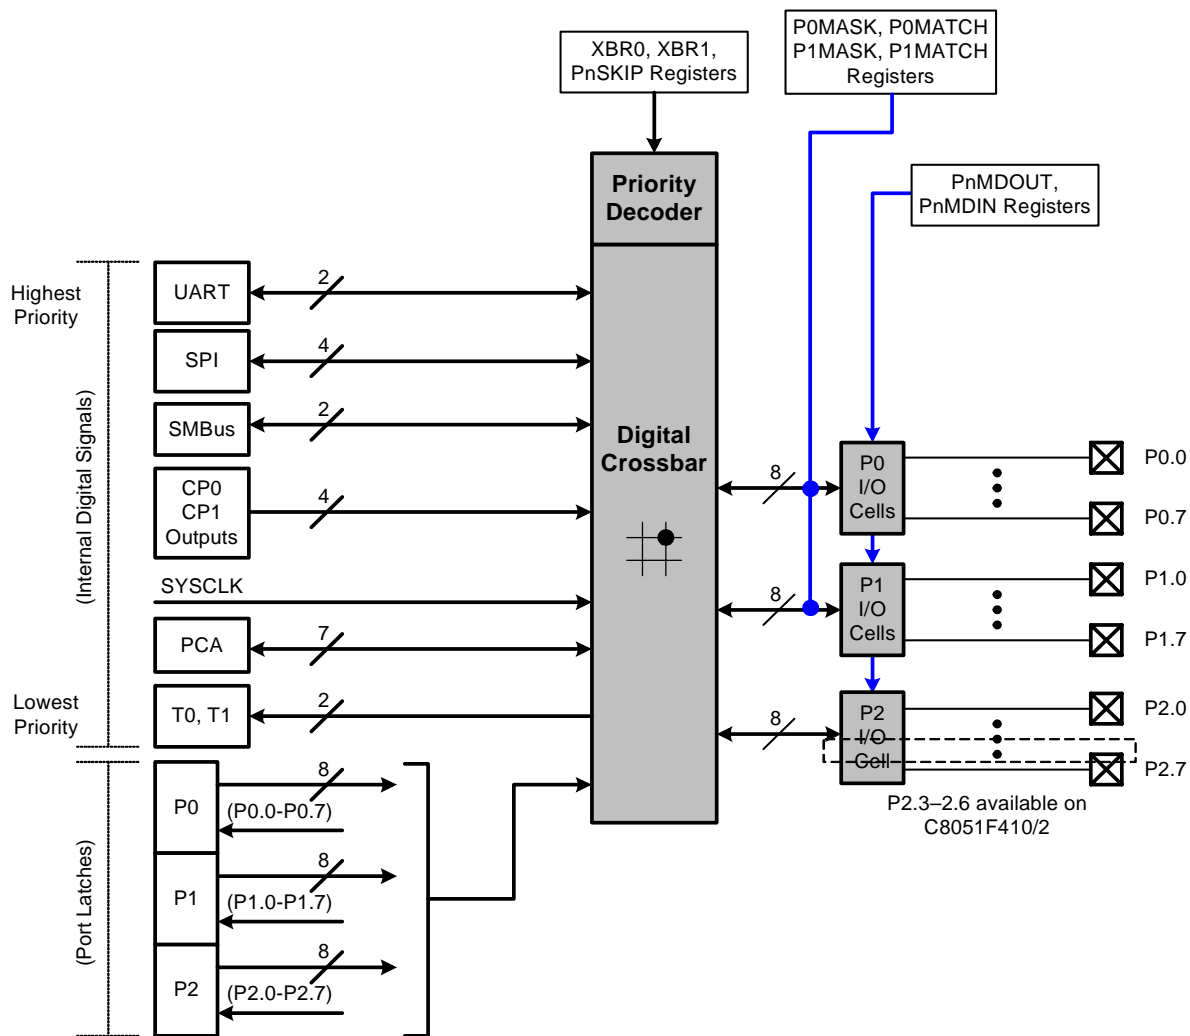 XBR0, XBR1,
PnSKIP Registers
P0MASK, P0MATCH
P1MASK, P1MATCH
Registers
PnMDOUT,
PnMDIN Registers
Priority
Decoder
Digital
Crossbar
Highest
Priority
(Internal Digital Signals)
Lowest
Priority
UART
2
SPI
4
SMBus
2
CP0
CP1
Outputs
4
SYSCLK
PCA
7
T0, T1
2
(Port Latches)
P0
8
(P0.0-P0.7)
P1
8
(P1.0-P1.7)
P2
8
(P2.0-P2.7)
8
P0
I/O
Cells
P0.0
P0.7
8
P1
I/O
Cells
P1.0
P1.7
8
P2
I/O
Cell
P2.0
P2.7
P2.3–2.6 available on
C8051F410/2